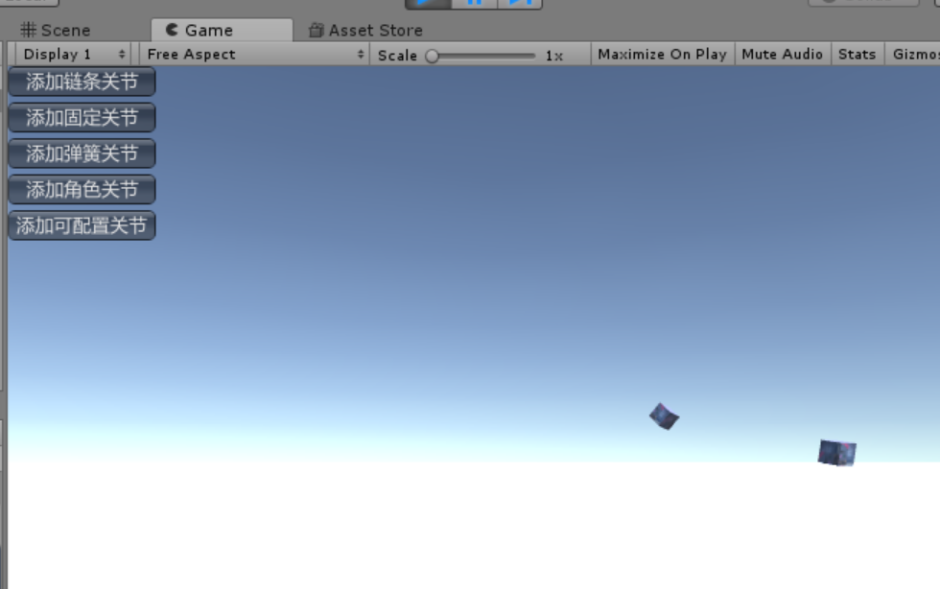 Scene
Game
Asset Store
Display 1
Free Aspect
Scale
1x
Maximize On Play
Mute Audio
Stats
添加链条关节
添加固定关节
添加弹簧关节
添加角色关节
添加可配置关节